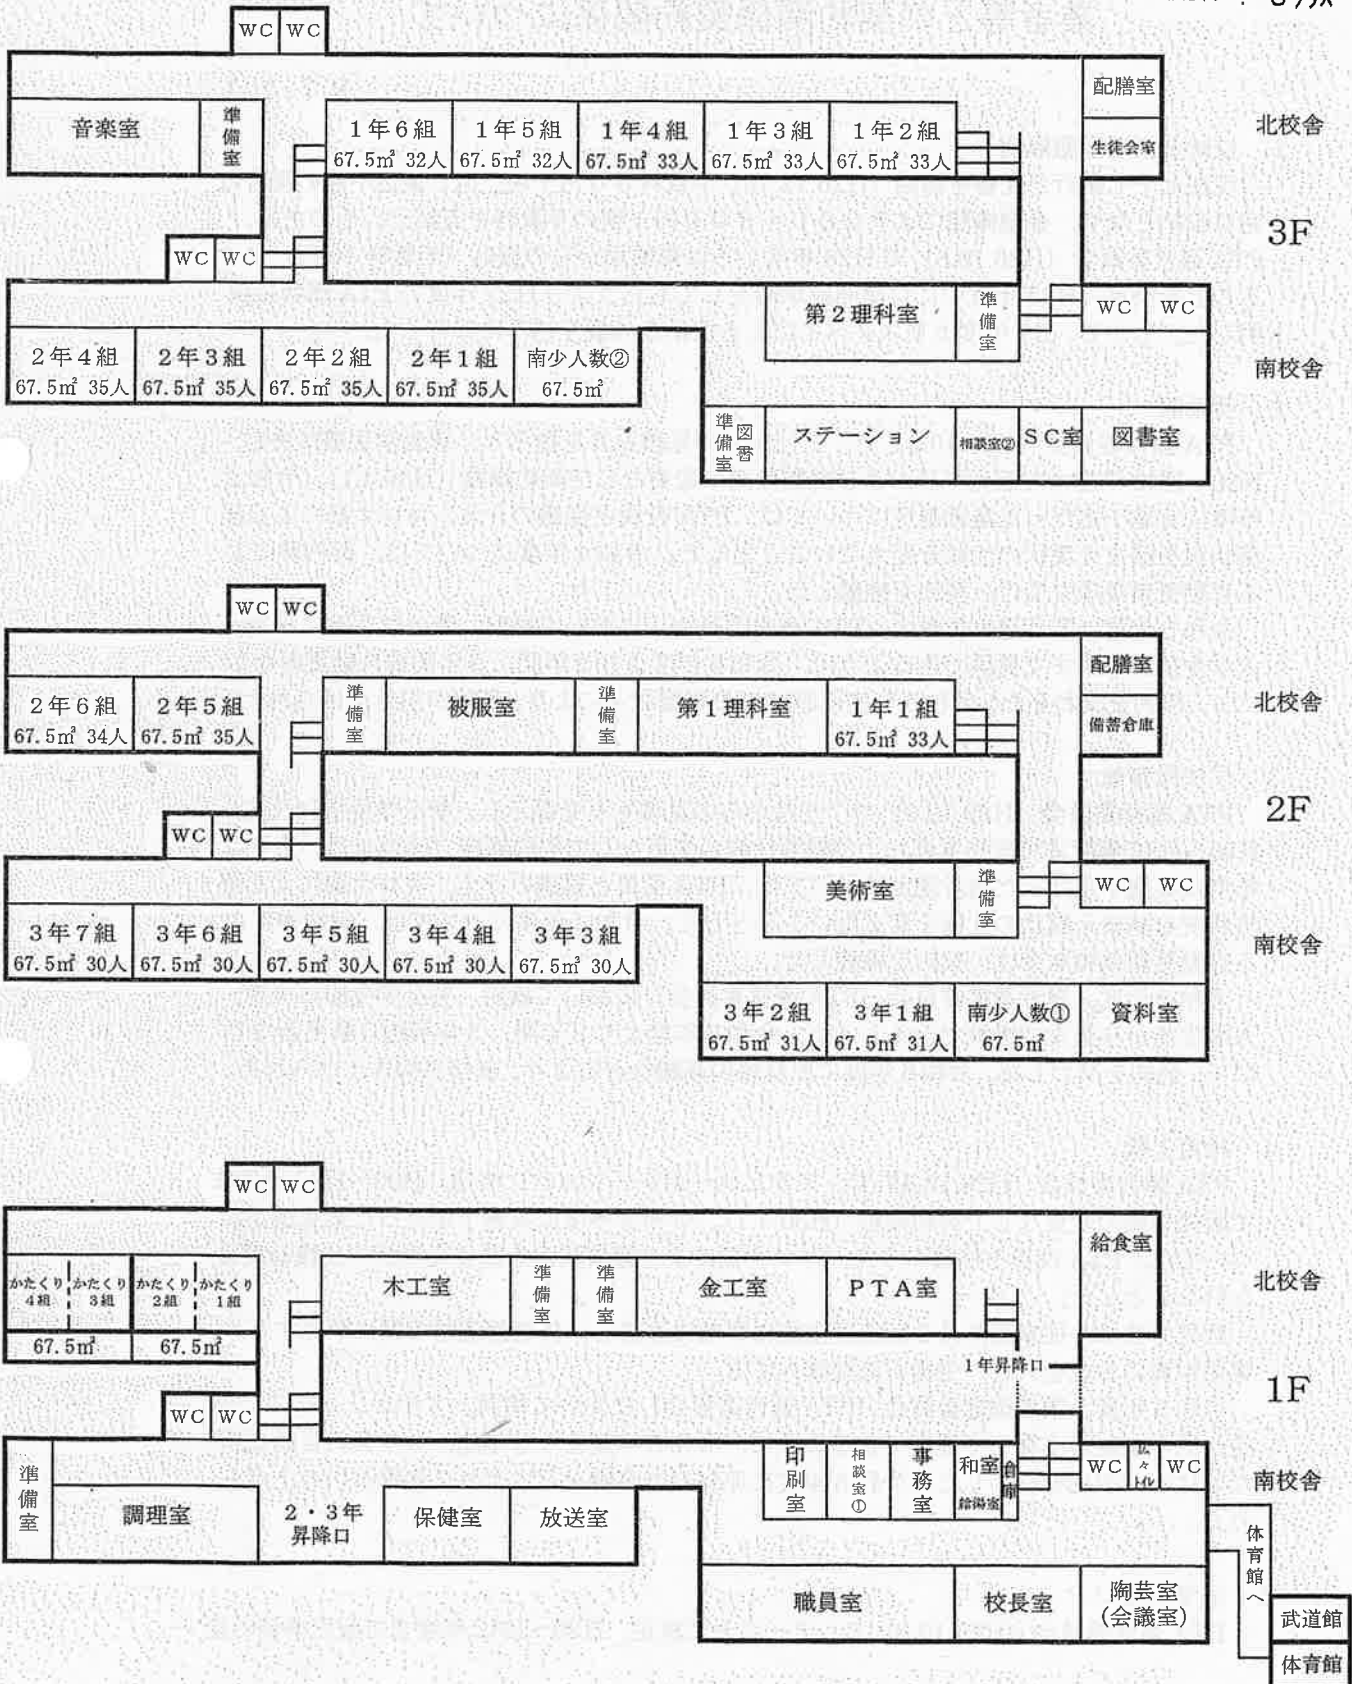 WC WC
配膳室
北校舎
音楽室
準備室
1年6組
67.5㎡ 32人
1年5組
67.5㎡ 32人
1年4組
67.5㎡ 33人
1年3組
67.5㎡ 33人
1年2組
67.5㎡ 33人
生徒会室
3F
WC WC
第2理科室
準備室
WC WC
南校舎
2年4組
67.5㎡ 35人
2年3組
67.5㎡ 35人
2年2組
67.5㎡ 35人
2年1組
67.5㎡ 35人
南少人数②
67.5㎡
図書
準備室
ステーション
相談室②
SC室
図書室
WC WC
配膳室
北校舎
2年6組
67.5㎡ 34人
2年5組
67.5㎡ 35人
準備室
被服室
準備室
第1理科室
1年1組
67.5㎡ 33人
備蓄倉庫
2F
WC WC
美術室
準備室
WC WC
南校舎
3年7組
67.5㎡ 30人
3年6組
67.5㎡ 30人
3年5組
67.5㎡ 30人
3年4組
67.5㎡ 30人
3年3組
67.5㎡ 30人
3年2組
67.5㎡ 31人
3年1組
67.5㎡ 31人
南少人数①
67.5㎡
資料室
WC WC
給食室
北校舎
かたくり
4組
かたくり
3組
かたくり
2組
かたくり
1組
67.5㎡
67.5㎡
木工室
準備室
準備室
金工室
PTA室
1年昇降口
1F
WC WC
印刷室
相談室①
事務室
和室
給湯室
倉庫
WC
広々
トイレ
WC
南校舎
準備室
調理室
2・3年
昇降口
保健室
放送室
体育館へ
職員室
校長室
陶芸室
(会議室)
武道館
体育館